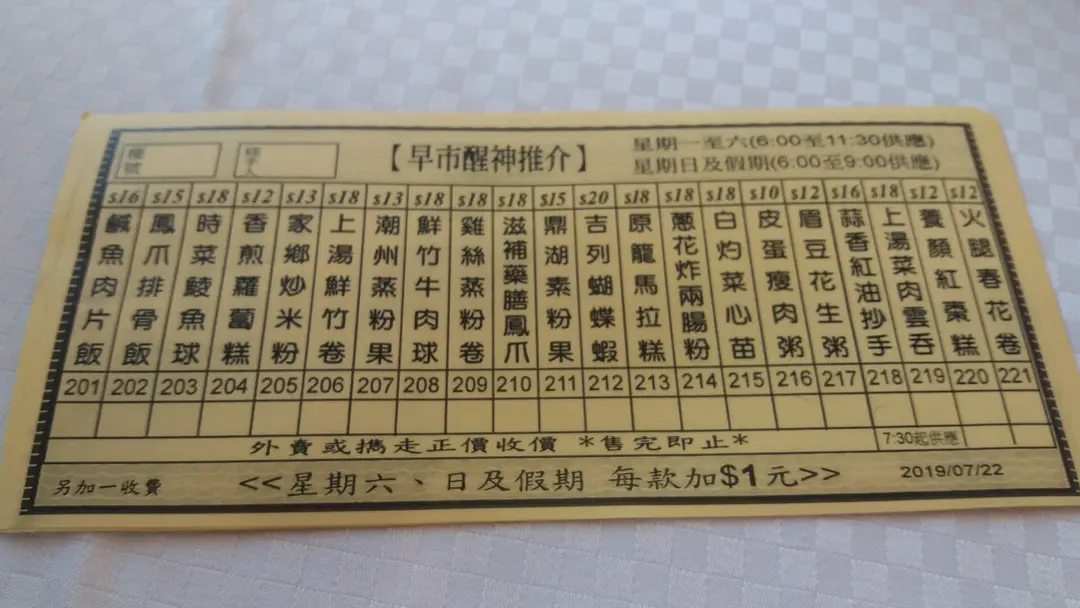 檯號
經手人
【早市醒神推介】
星期一至六(6:00至11:30供應)
星期日及假期(6:00至9:00供應)
$16 $15 $18 $12 $13 $18 $13 $18 $18 $18 $15 $20 $18 $18 $18 $10 $12 $16 $18 $12 $12
鹹魚肉片飯
鳳爪排骨飯
時菜鯪魚球
香煎蘿蔔糕
家鄉炒米粉
上湯鮮竹卷
潮州蒸粉果
鮮竹牛肉球
雞絲蒸粉卷
滋補藥膳鳳爪
鼎湖素粉果
吉列蝴蝶蝦
原籠馬拉糕
蔥花炸兩腸粉
白灼菜心苗
皮蛋瘦肉粥
眉豆花生粥
蒜香紅油抄手
上湯菜肉雲吞
養顏紅棗糕
火腿春花卷
201 202 203 204 205 206 207 208 209 210 211 212 213 214 215 216 217 218 219 220 221
外賣或攜走正價收價 *售完即止*
7:30起供應
另加一收費
<<星期六、日及假期 每款加$1元>>
2019/07/22